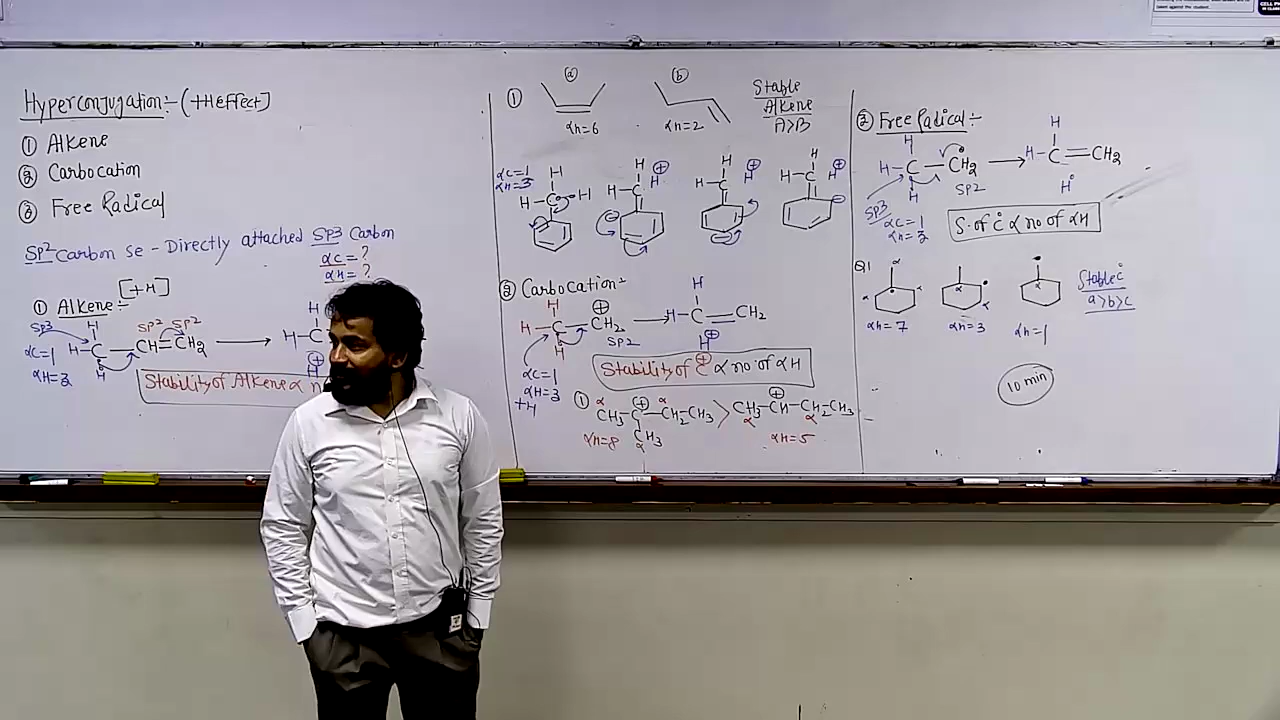 Hyperconjugation:- (+H effect]
① Alkene
② Carbocation
③ Free Radical
SP2 Carbon se - Directly attached SP3 Carbon
αC = ?
αH = ?
[+H]
① Alkene:-
SP3
SP2 SP2
H
H-C-CH=CH2
H
αC=1
αH=3
H
H-C
⊕
H
Stability of Alkene α n
①
ⓐ
ⓑ
αH=6
αH=2
Stable
Alkene
A>B
αC=1
αH=3
H
H-C-H
H
H-C H⊕
⊖
H
H-C H⊕
H
H-C H⊕
⊖
② Carbocation:-
H ⊕
H-C-CH2
H SP2
H
H-C=CH2
⊕
H
αC=1
αH=3
+H
Stability of C⊕ α no of αH
①
α ⊕ α
CH3-C-CH2-CH3 > CH3-CH-CH2CH3
CH3
α
⊕
α α
αH=8
αH=5
③ Free Radical:-
H
H-C-CH2
H SP2
H
H-C=CH2
H
SP3
αC=1
αH=3
S. of C α no of αH
Q1
α
α α
α
α
α
αH=7
αH=3
αH=1
Stable C
a>b>c
10 min